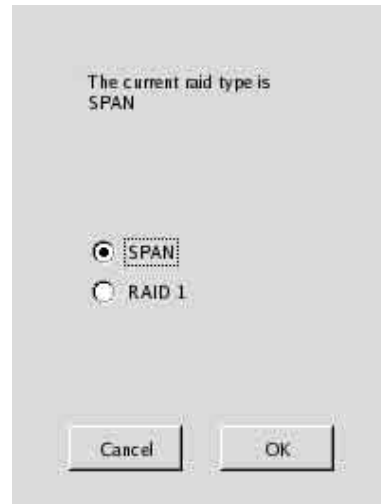 The current raid type is
SPAN
SPAN
RAID 1
Cancel
OK